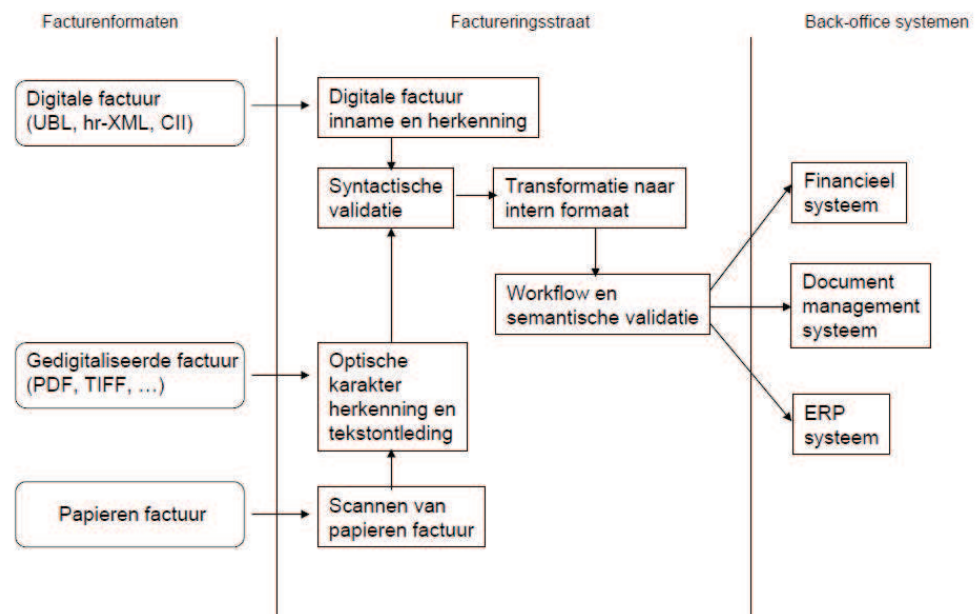 Facturenformaten
Factureringsstraat
Back-office systemen
Digitale factuur
(UBL, hr-XML, CII)
Digitale factuur
inname en herkenning
Syntactische
validatie
Transformatie naar
intern formaat
Financieel
systeem
Workflow en
semantische validatie
Document
management
systeem
Gedigitaliseerde factuur
(PDF, TIFF, …)
Optische
karakter
herkenning en
tekstontleding
ERP
systeem
Papieren factuur
Scannen van
papieren factuur